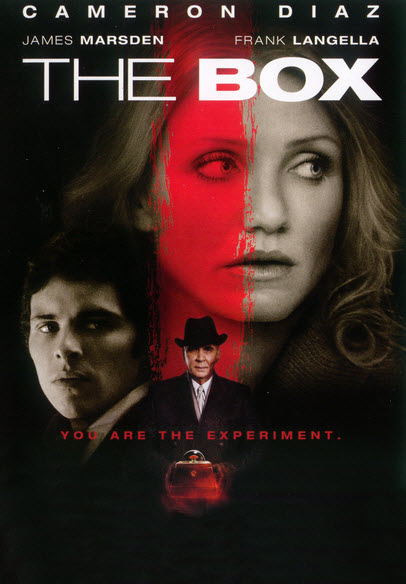 CAMERON DIAZ
JAMES MARSDEN FRANK LANGELLA
THE BOX
YOU ARE THE EXPERIMENT.